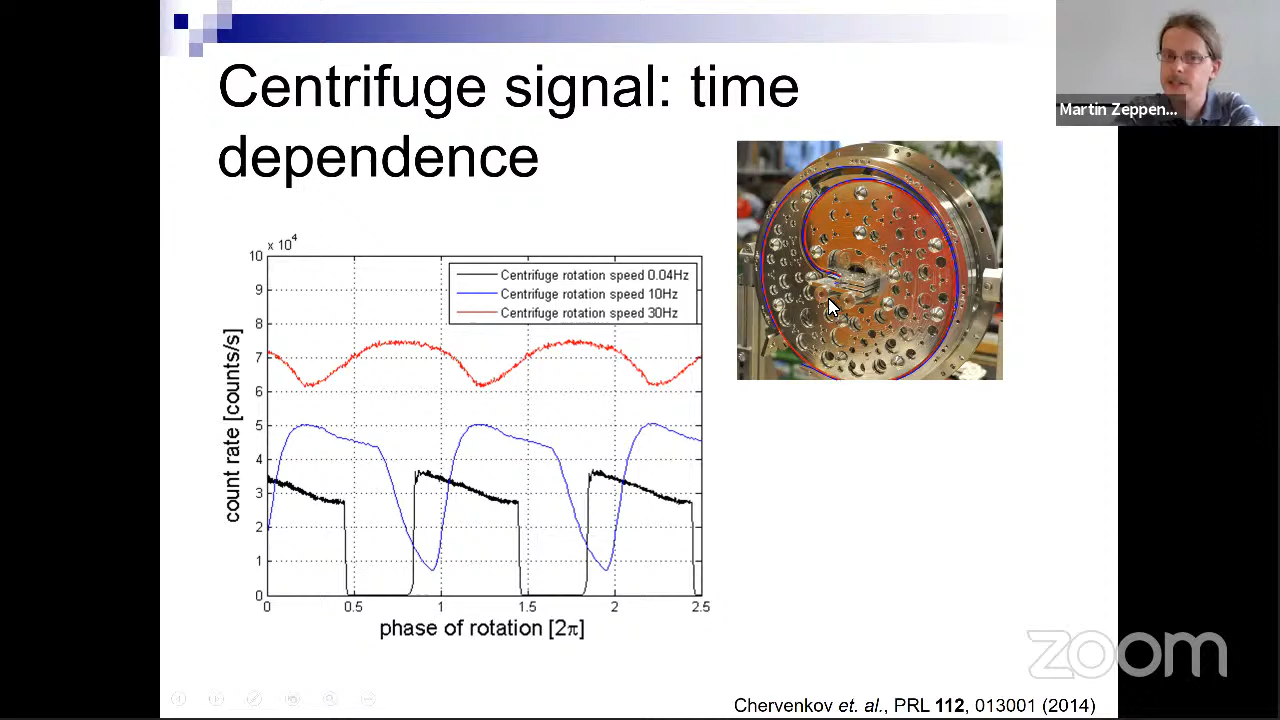 Centrifuge signal: time
dependence
Martin Zeppen...
x 10⁴
Centrifuge rotation speed 0.04Hz
Centrifuge rotation speed 10Hz
Centrifuge rotation speed 30Hz
10
9
8
7
6
5
4
3
2
1
0
count rate [counts/s]
0 0.5 1 1.5 2 2.5
phase of rotation [2π]
zoom
Chervenkov et. al., PRL 112, 013001 (2014)